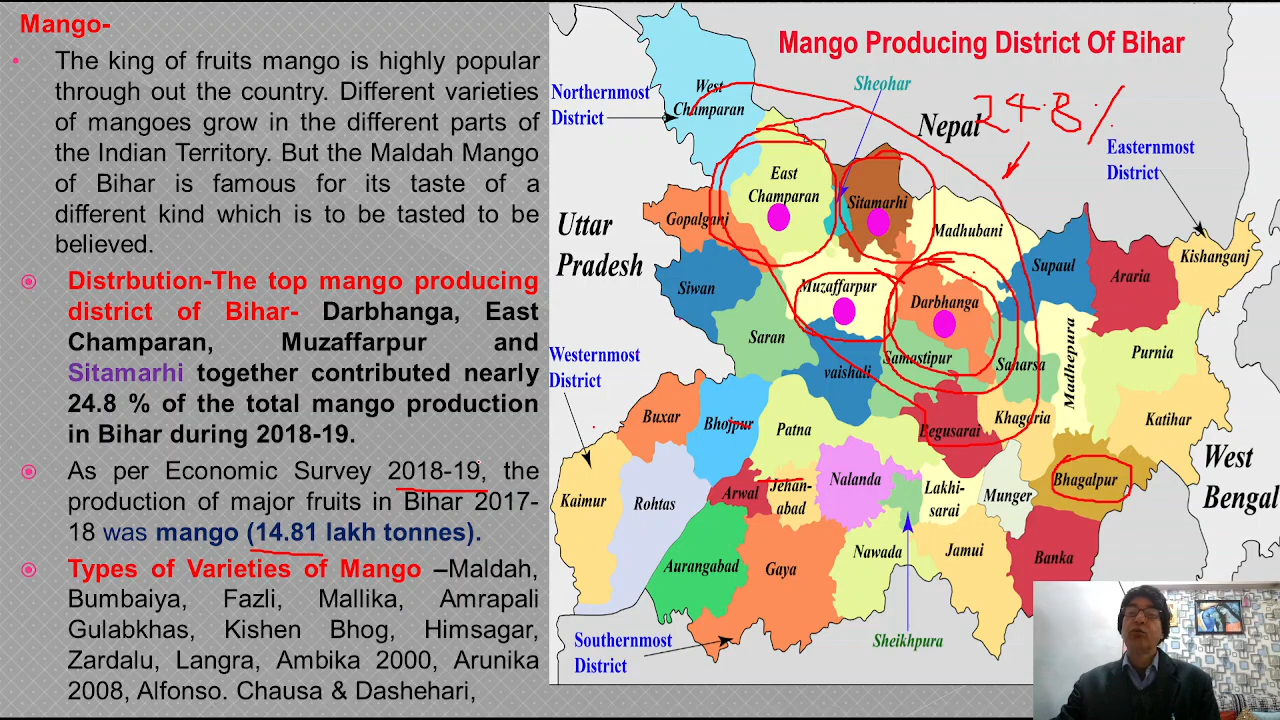 Mango-
• The king of fruits mango is highly popular
through out the country. Different varieties
of mangoes grow in the different parts of
the Indian Territory. But the Maldah Mango
of Bihar is famous for its taste of a
different kind which is to be tasted to be
believed.
Distrbution-The top mango producing
district of Bihar- Darbhanga, East
Champaran, Muzaffarpur and
Sitamarhi together contributed nearly
24.8 % of the total mango production
in Bihar during 2018-19.
As per Economic Survey 2018-19, the
production of major fruits in Bihar 2017-
18 was mango (14.81 lakh tonnes).
Types of Varieties of Mango –Maldah,
Bumbaiya, Fazli, Mallika, Amrapali
Gulabkhas, Kishen Bhog, Himsagar,
Zardalu, Langra, Ambika 2000, Arunika
2008, Alfonso. Chausa & Dashehari,
Mango Producing District Of Bihar
Northernmost
District
West
Champaran
Sheohar
Nepal
24.8 %
Easternmost
District
East
Champaran
Sitamarhi
Gopalganj
Madhubani
Uttar
Pradesh
Supaul
Araria
Kishanganj
Siwan
Muzaffarpur
Darbhanga
Saran
Samastipur
Saharsa
Madhepura
Purnia
Westernmost
District
vaishali
Buxar
Bhojpur
Patna
Begusarai
Khagaria
Katihar
West
Bengal
Kaimur
Rohtas
Arwal
Jehan-
abad
Nalanda
Lakhi-
sarai
Munger
Bhagalpur
Aurangabad
Gaya
Nawada
Jamui
Banka
Southernmost
District
Sheikhpura